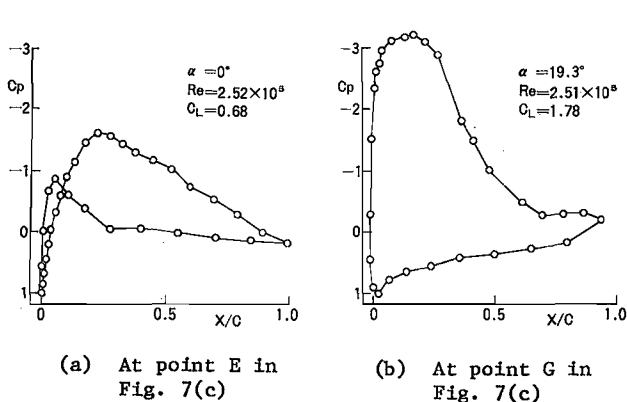 -3
Cp
-2
-1
0
1
α =0°
Re=2.52×10⁶
CL=0.68
0
0.5
X/C
1.0
(a) At point E in
Fig. 7(c)
-3
Cp
-2
-1
0
1
α =19.3°
Re=2.51×10⁶
CL=1.78
0
0.5
X/C
1.0
(b) At point G in
Fig. 7(c)